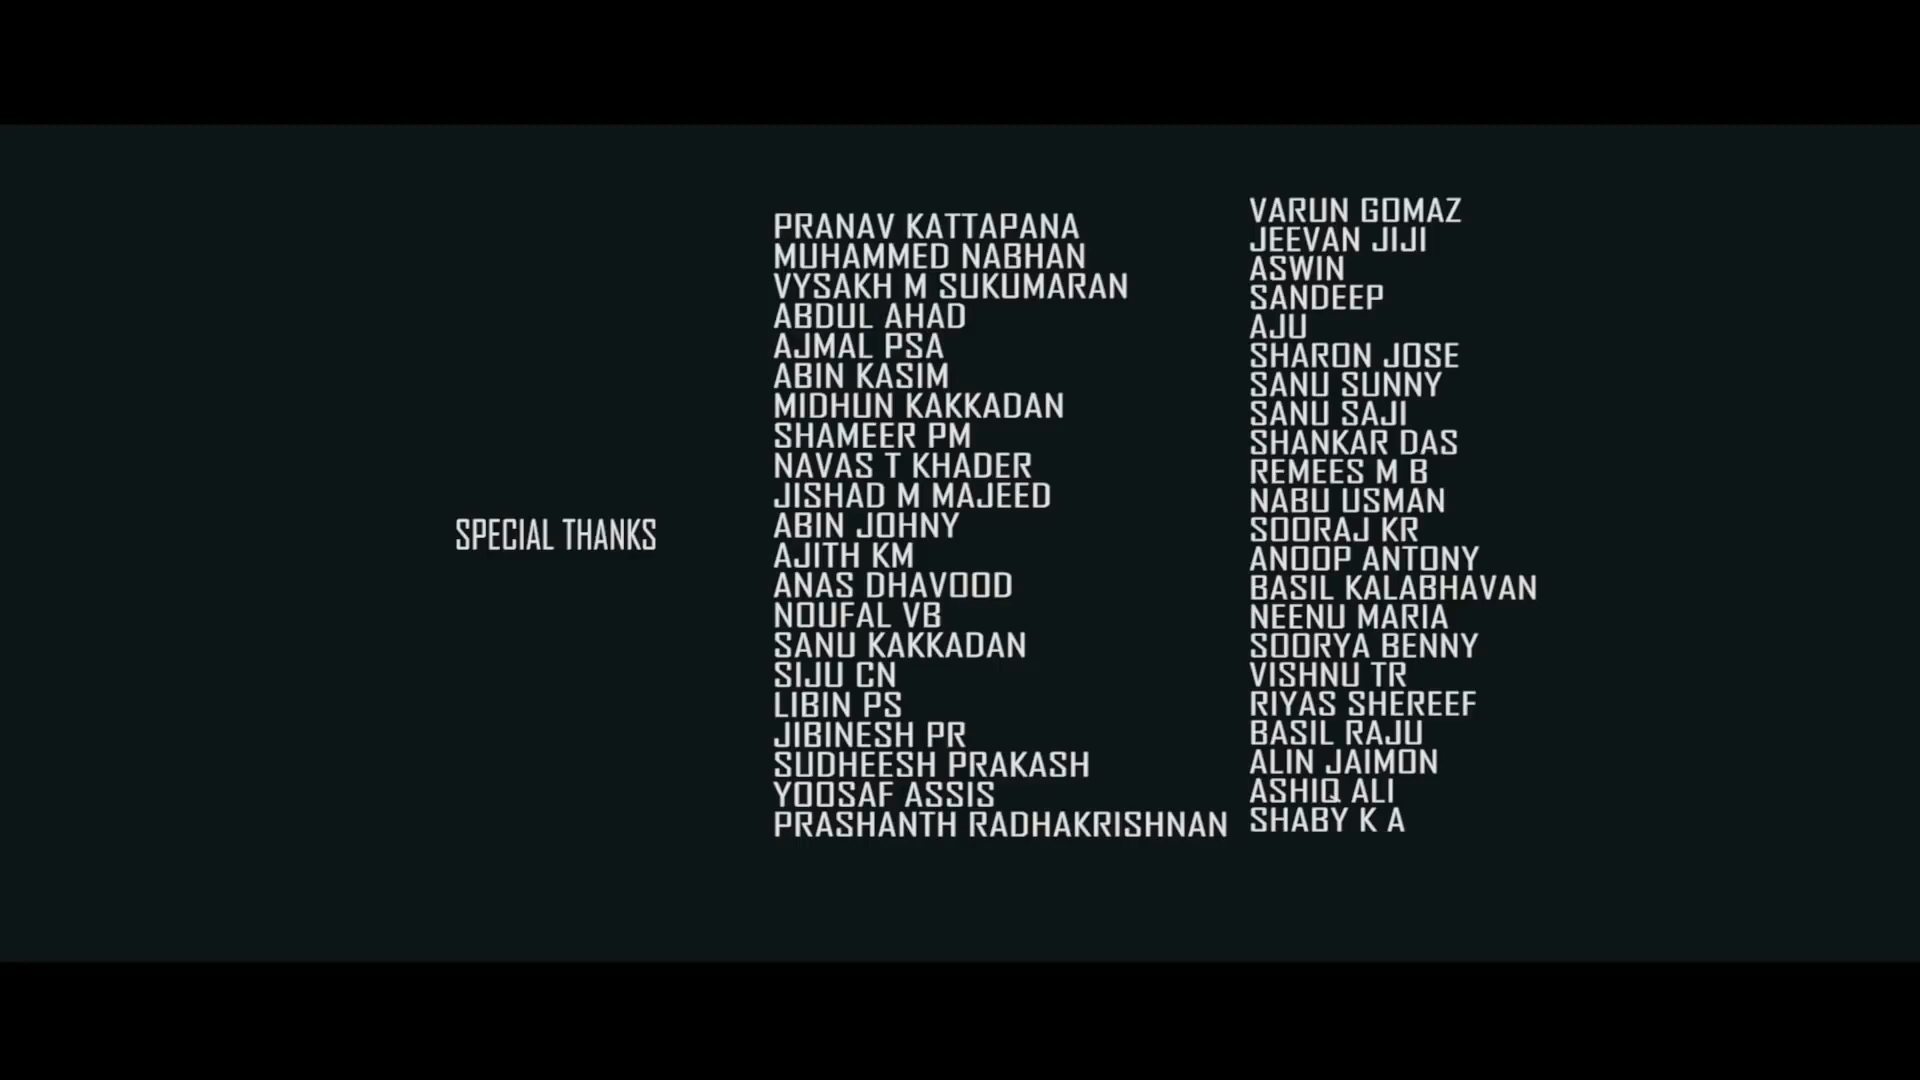 SPECIAL THANKS
PRANAV KATTAPANA
MUHAMMED NABHAN
VYSAKH M SUKUMARAN
ABDUL AHAD
AJMAL PSA
ABIN KASIM
MIDHUN KAKKADAN
SHAMEER PM
NAVAS T KHADER
JISHAD M MAJEED
ABIN JOHNY
AJITH KM
ANAS DHAVOOD
NOUFAL VB
SANU KAKKADAN
SIJU CN
LIBIN PS
JIBINESH PR
SUDHEESH PRAKASH
YOOSAF ASSIS
PRASHANTH RADHAKRISHNAN
VARUN GOMAZ
JEEVAN JIJI
ASWIN
SANDEEP
AJU
SHARON JOSE
SANU SUNNY
SANU SAJI
SHANKAR DAS
REMEES M B
NABU USMAN
SOORAJ KR
ANOOP ANTONY
BASIL KALABHAVAN
NEENU MARIA
SOORYA BENNY
VISHNU TR
RIYAS SHEREEF
BASIL RAJU
ALIN JAIMON
ASHIQ ALI
SHABY K A